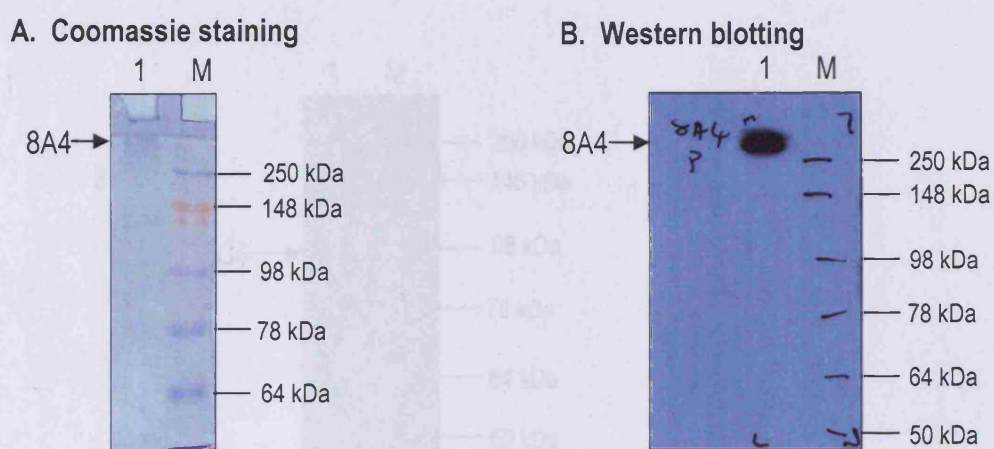 A. Coomassie staining
1 M
8A4
250 kDa
148 kDa
98 kDa
78 kDa
64 kDa
B. Western blotting
1 M
8A4
8A4
?
250 kDa
148 kDa
98 kDa
78 kDa
64 kDa
50 kDa